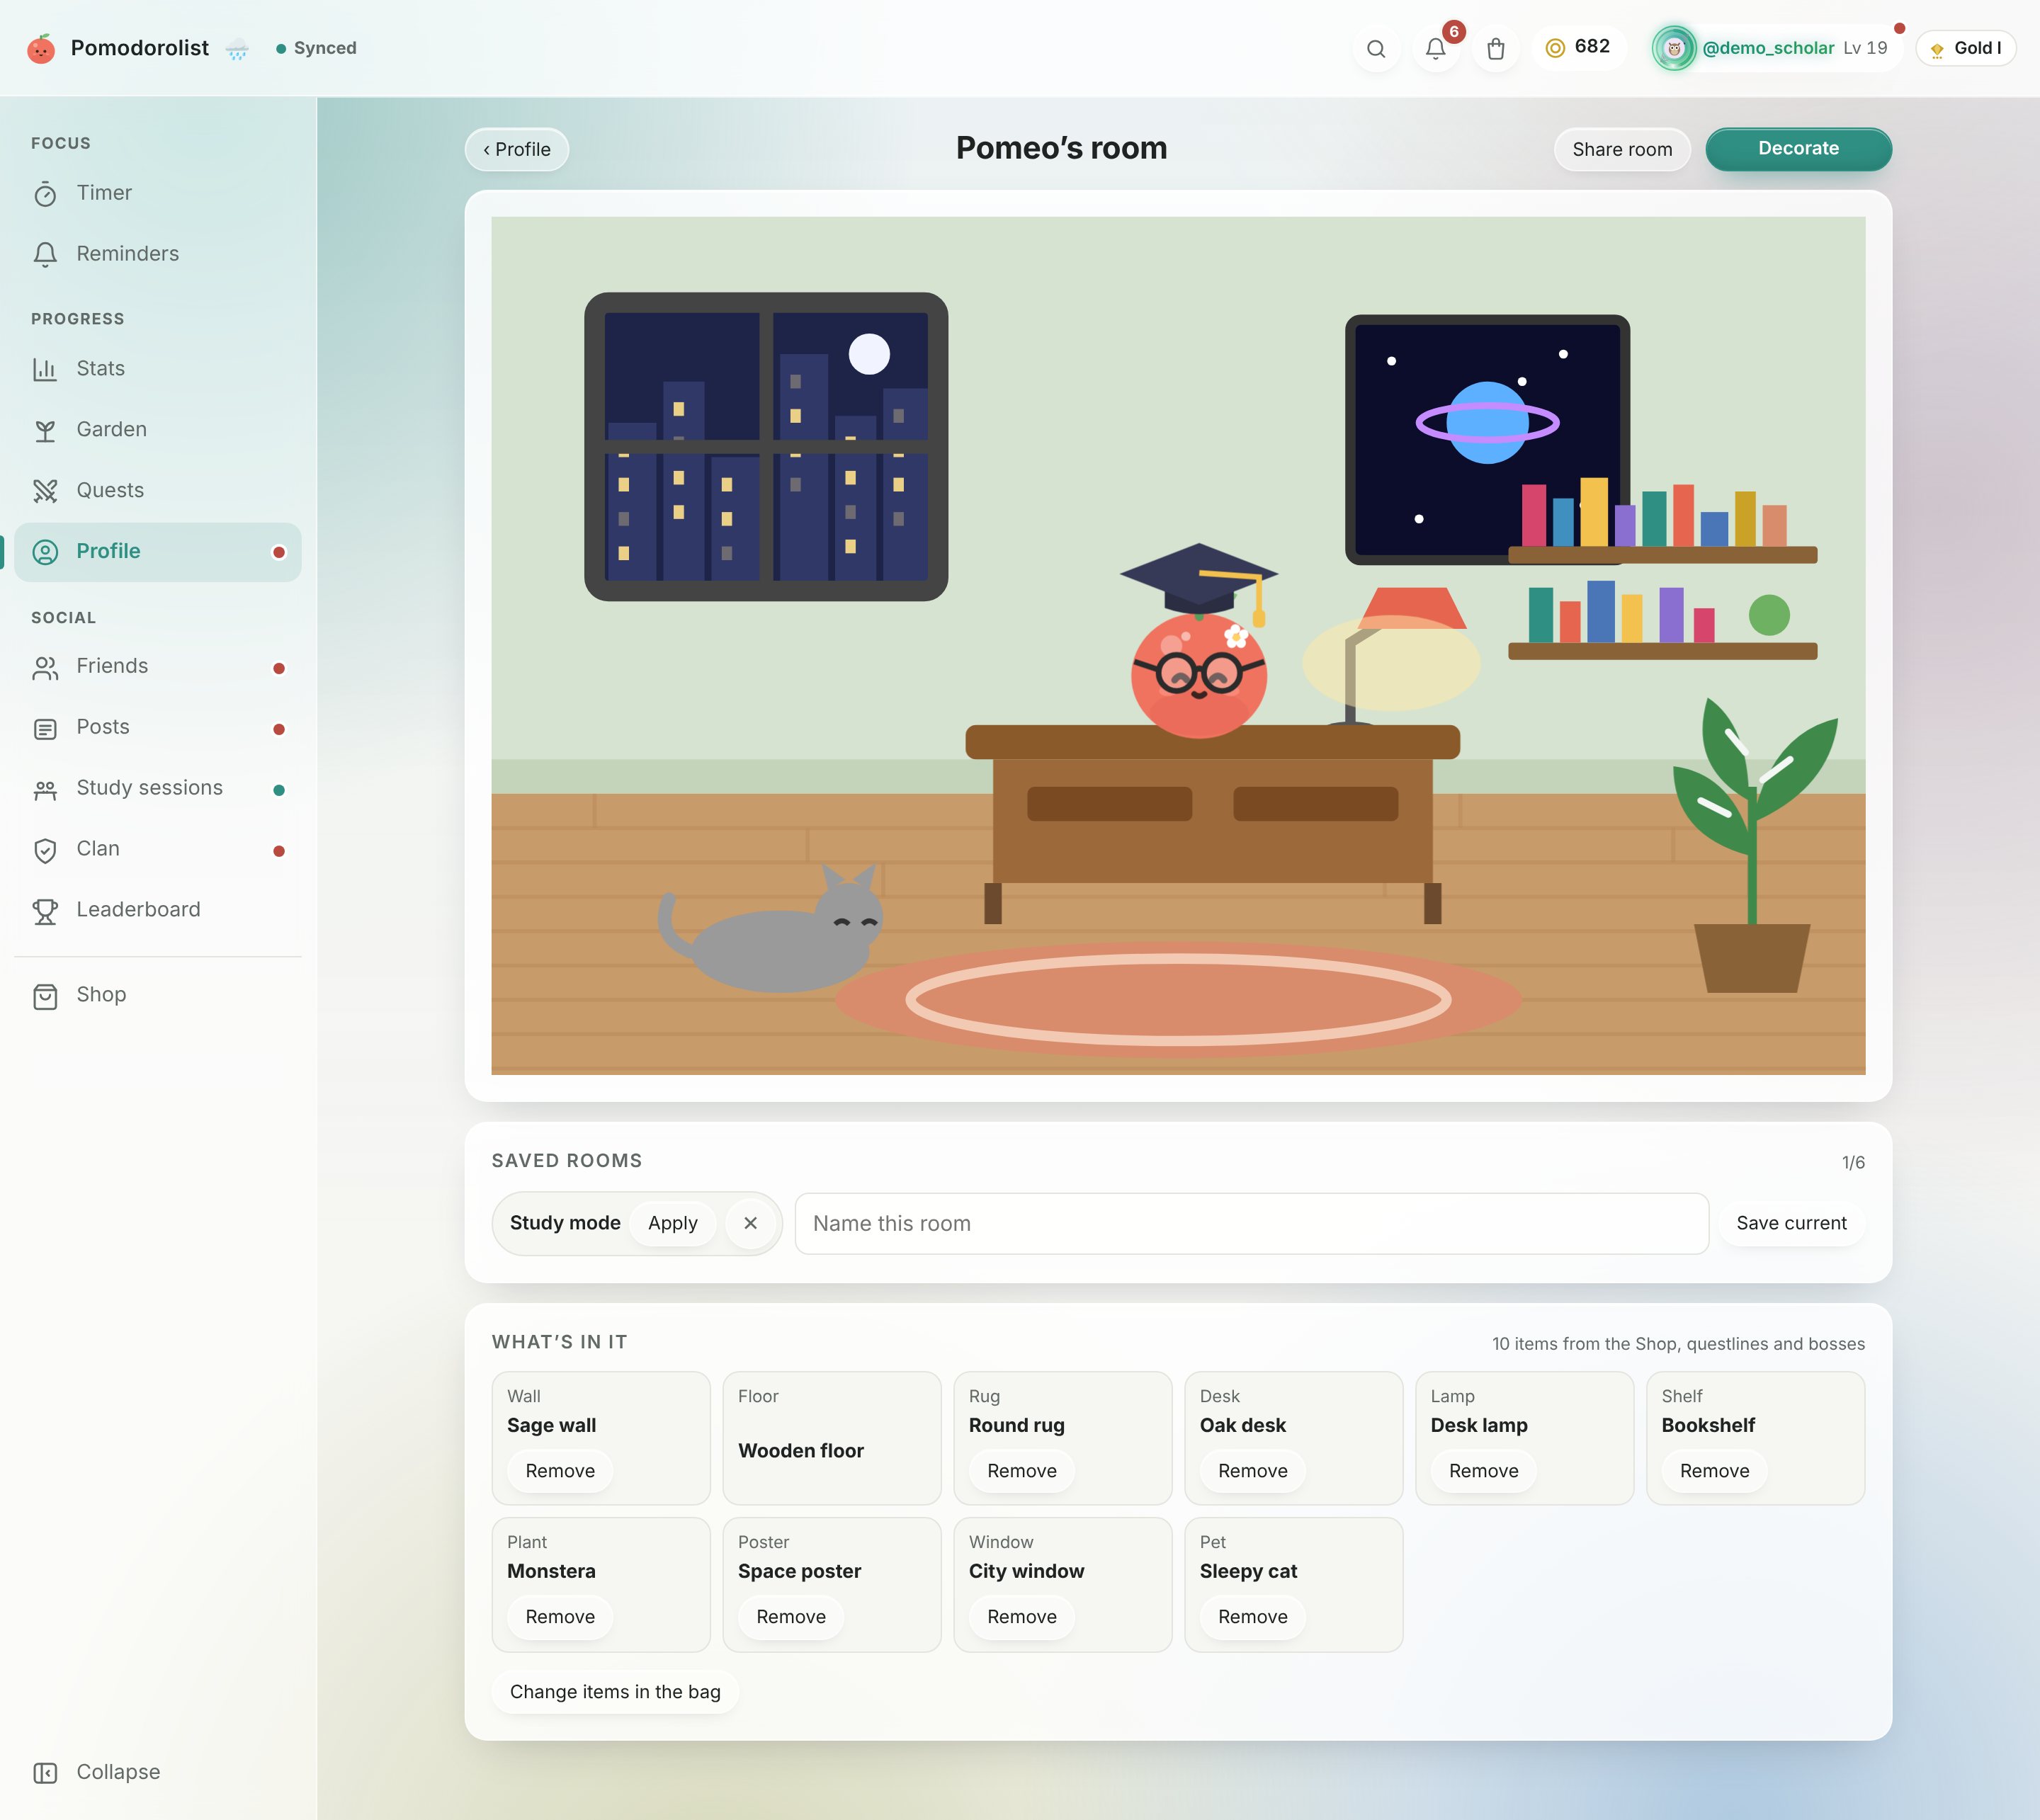 Pomodorolist
Synced
6
682
@demo_scholar Lv 19
Gold I
FOCUS
Timer
Reminders
PROGRESS
Stats
Garden
Quests
Profile
SOCIAL
Friends
Posts
Study sessions
Clan
Leaderboard
Shop
Collapse
‹ Profile
Pomeo’s room
Share room
Decorate
SAVED ROOMS
1/6
Study mode
Apply
Name this room
Save current
WHAT’S IN IT
10 items from the Shop, questlines and bosses
Wall
Sage wall
Remove
Floor
Wooden floor
Rug
Round rug
Remove
Desk
Oak desk
Remove
Lamp
Desk lamp
Remove
Shelf
Bookshelf
Remove
Plant
Monstera
Remove
Poster
Space poster
Remove
Window
City window
Remove
Pet
Sleepy cat
Remove
Change items in the bag